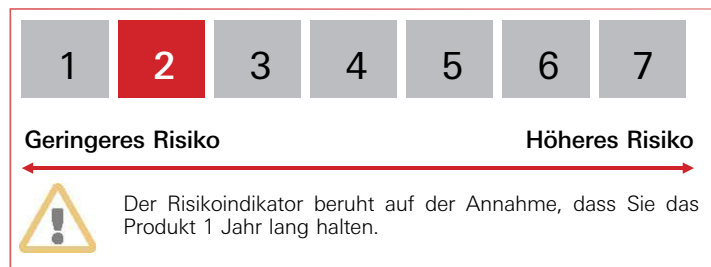 1 2 3 4 5 6 7
Geringeres Risiko Höheres Risiko
Der Risikoindikator beruht auf der Annahme, dass Sie das
Produkt 1 Jahr lang halten.